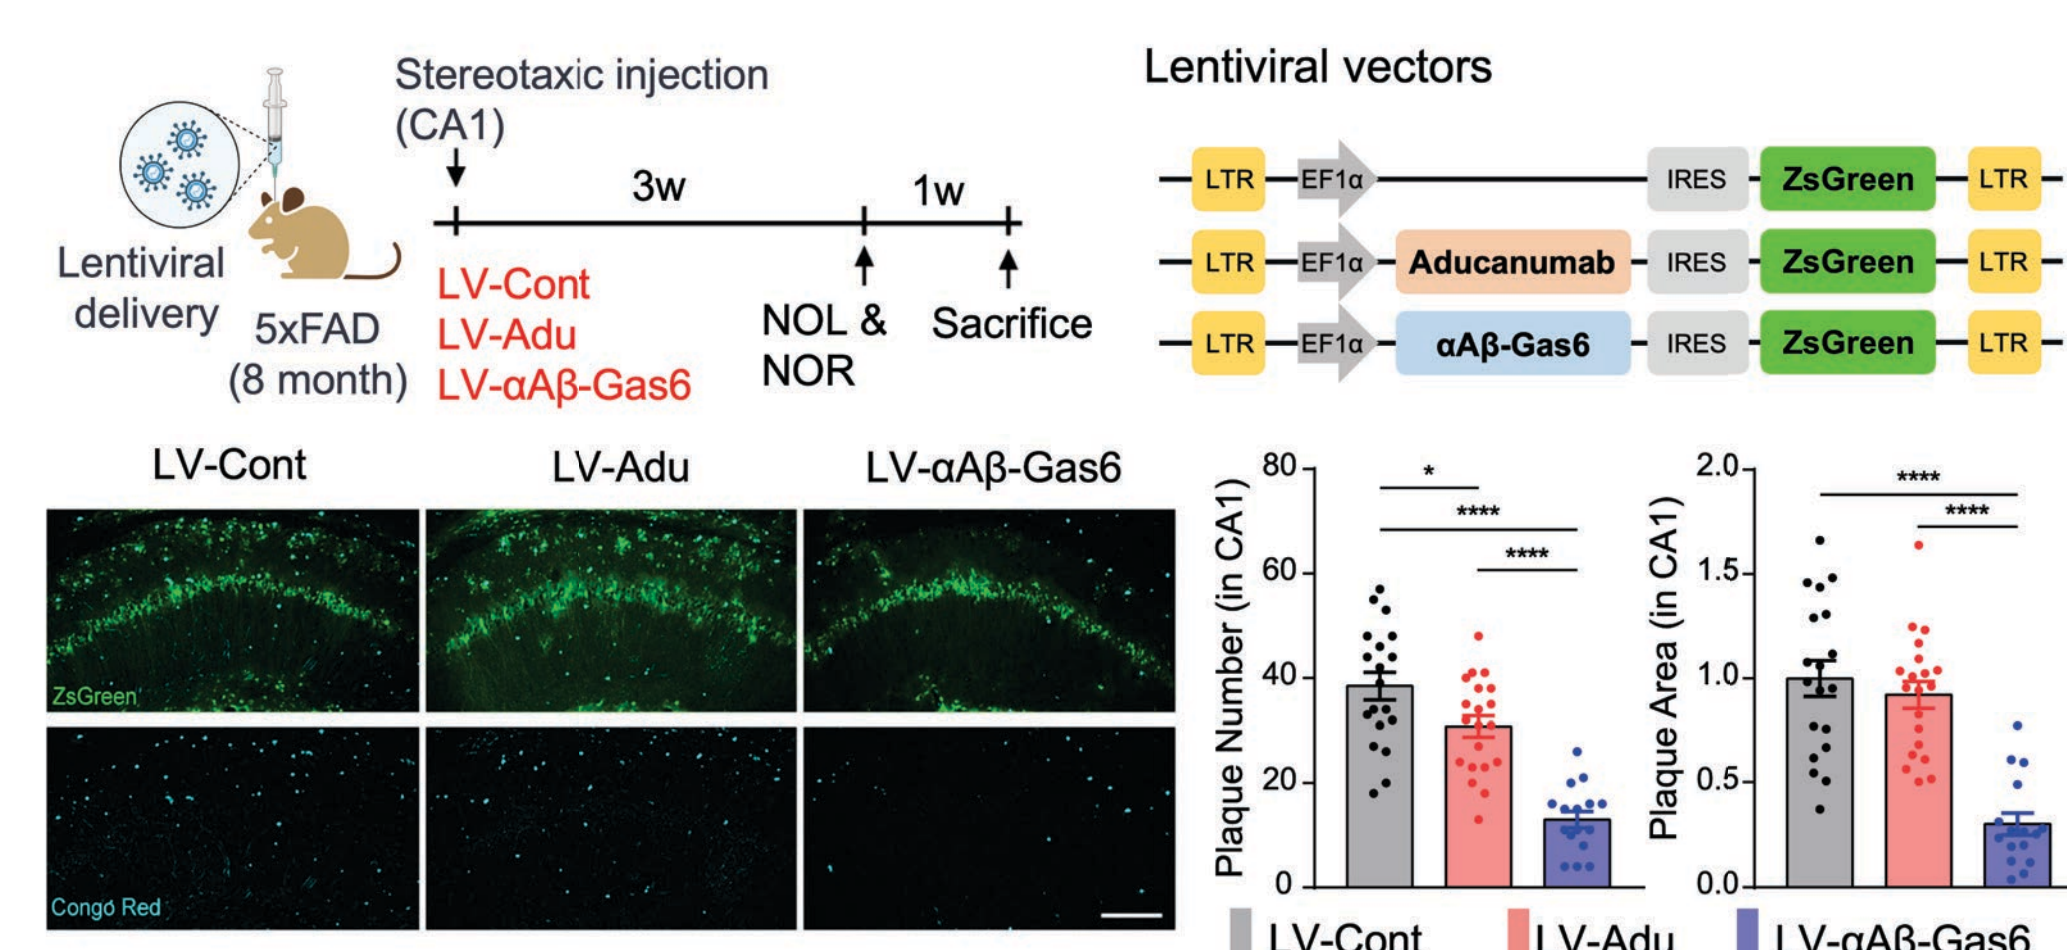 Stereotaxic injection
(CA1)
3w
1w
Lentiviral
delivery
5xFAD
(8 month)
LV-Cont
LV-Adu
LV-αAβ-Gas6
NOL &
NOR
Sacrifice
Lentiviral vectors
LTR EF1α IRES ZsGreen LTR
LTR EF1α Aducanumab IRES ZsGreen LTR
LTR EF1α αAβ-Gas6 IRES ZsGreen LTR
LV-Cont LV-Adu LV-αAβ-Gas6
ZsGreen
Congo Red
Plaque Number (in CA1)
80
60
40
20
0
*
****
****
Plaque Area (in CA1)
2.0
1.5
1.0
0.5
0.0
****
****
LV-Cont LV-Adu LV-αAβ-Gas6